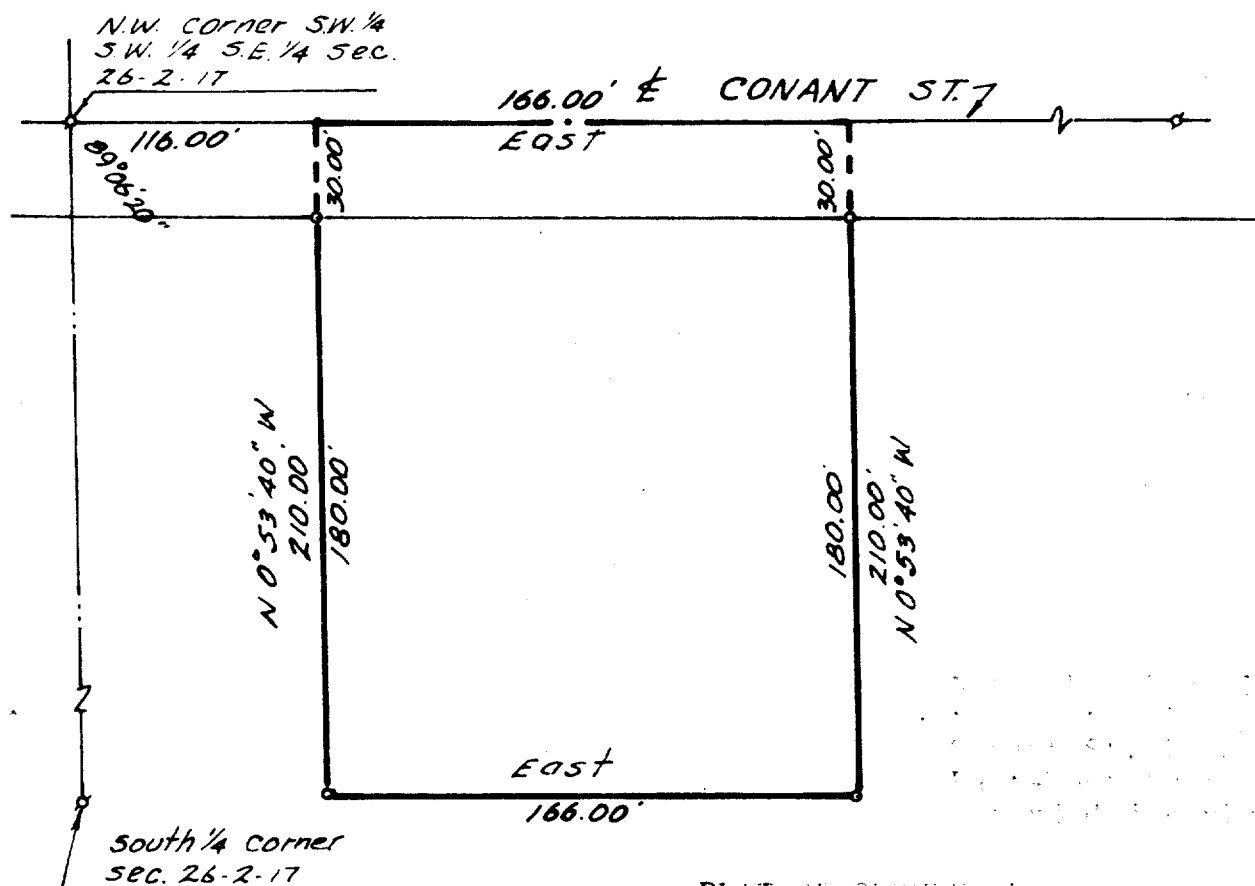 N.W. corner S.W. 1/4
S.W. 1/4 S.E. 1/4 Sec.
26-2-17
166.00' ℄ CONANT ST.
116.00'
East
89°06'20"
30.00'
30.00'
N 0°53'40" W
210.00'
180.00'
180.00'
210.00'
N 0°53'40" W
East
166.00'
South 1/4 corner
sec. 26-2-17